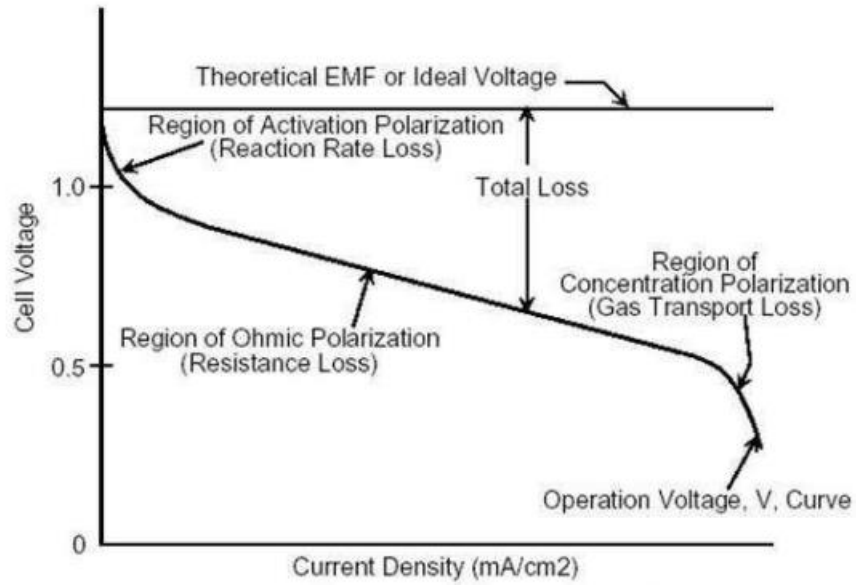 Theoretical EMF or Ideal Voltage
Region of Activation Polarization
(Reaction Rate Loss)
Total Loss
1.0
Cell Voltage
Region of
Concentration Polarization
(Gas Transport Loss)
Region of Ohmic Polarization
(Resistance Loss)
0.5
Operation Voltage, V, Curve
0
Current Density (mA/cm2)